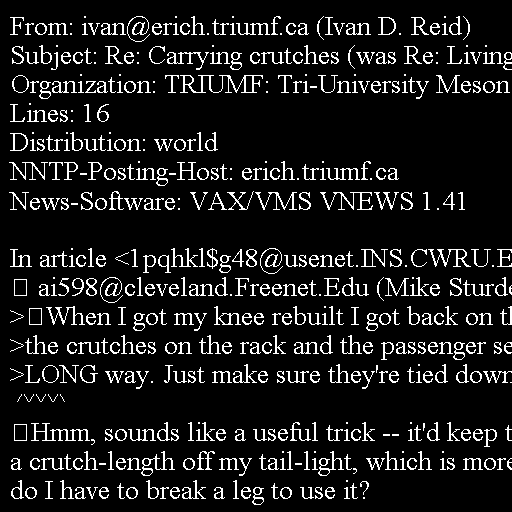 From: ivan@erich.triumf.ca (Ivan D. Reid)
Subject: Re: Carrying crutches (was Re: Living
Organization: TRIUMF: Tri-University Meson
Lines: 16
Distribution: world
NNTP-Posting-Host: erich.triumf.ca
News-Software: VAX/VMS VNEWS 1.41

In article <1pqhkl$g48@usenet.INS.CWRU.E
ai598@cleveland.Freenet.Edu (Mike Sturde
>When I got my knee rebuilt I got back on th
>the crutches on the rack and the passenger se
>LONG way. Just make sure they're tied down
^^^^
Hmm, sounds like a useful trick -- it'd keep t
a crutch-length off my tail-light, which is more
do I have to break a leg to use it?